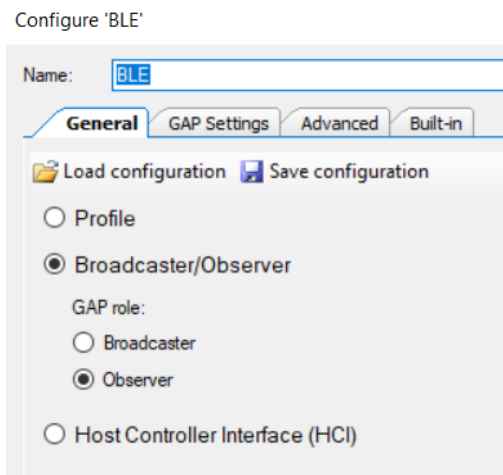 Configure 'BLE'
Name: BLE
General GAP Settings Advanced Built-in
Load configuration Save configuration
Profile
Broadcaster/Observer
GAP role:
Broadcaster
Observer
Host Controller Interface (HCI)